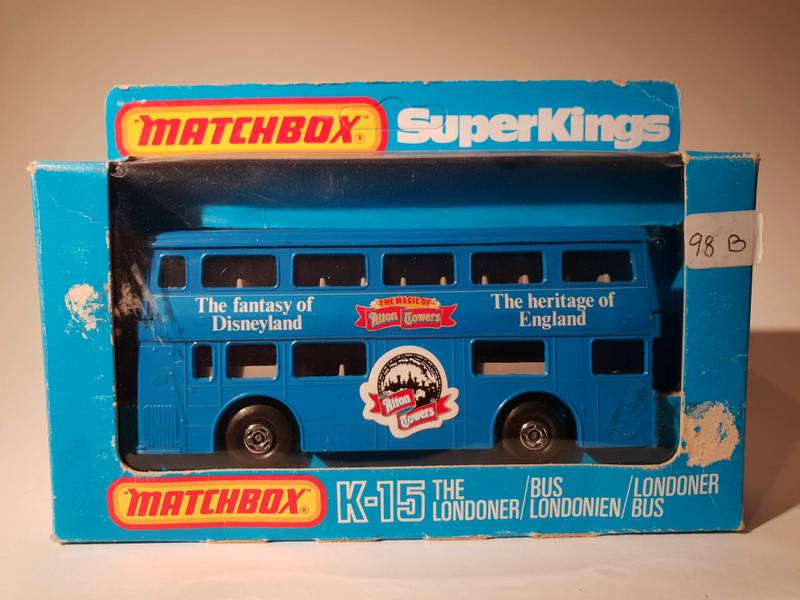 "MATCHBOX"® SuperKings
98 B
The fantasy of
Disneyland
THE MAGIC OF
Alton Towers
The heritage of
England
Alton
Towers
"MATCHBOX"® K-15 THE LONDONER/BUS LONDONIEN/LONDONER BUS